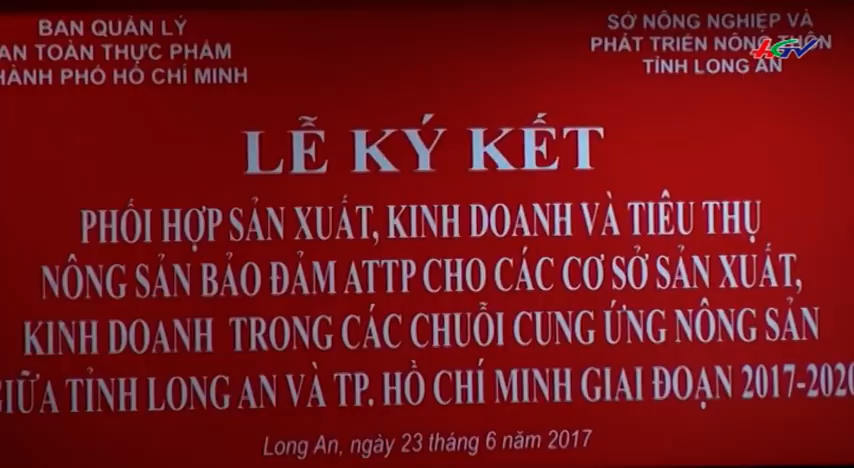 BAN QUẢN LÝ
AN TOÀN THỰC PHẨM
THÀNH PHỐ HỒ CHÍ MINH
SỞ NÔNG NGHIỆP VÀ
PHÁT TRIỂN NÔNG THÔN
TỈNH LONG AN
HGV
LỄ KÝ KẾT
PHỐI HỢP SẢN XUẤT, KINH DOANH VÀ TIÊU THỤ
NÔNG SẢN BẢO ĐẢM ATTP CHO CÁC CƠ SỞ SẢN XUẤT,
KINH DOANH TRONG CÁC CHUỖI CUNG ỨNG NÔNG SẢN
GIỮA TỈNH LONG AN VÀ TP. HỒ CHÍ MINH GIAI ĐOẠN 2017-2020
Long An, ngày 23 tháng 6 năm 2017